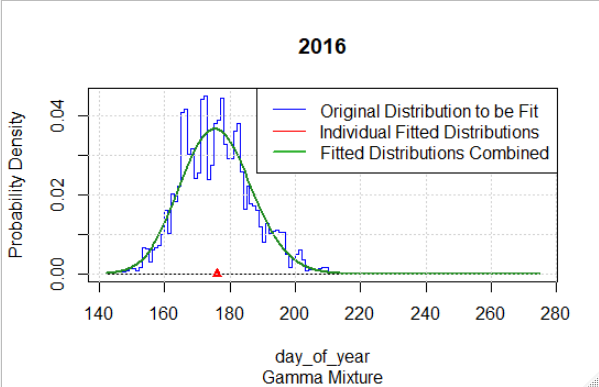 2016
Probability Density
0.04
0.02
0.00
Original Distribution to be Fit
Individual Fitted Distributions
Fitted Distributions Combined
140 160 180 200 220 240 260 280
day_of_year
Gamma Mixture